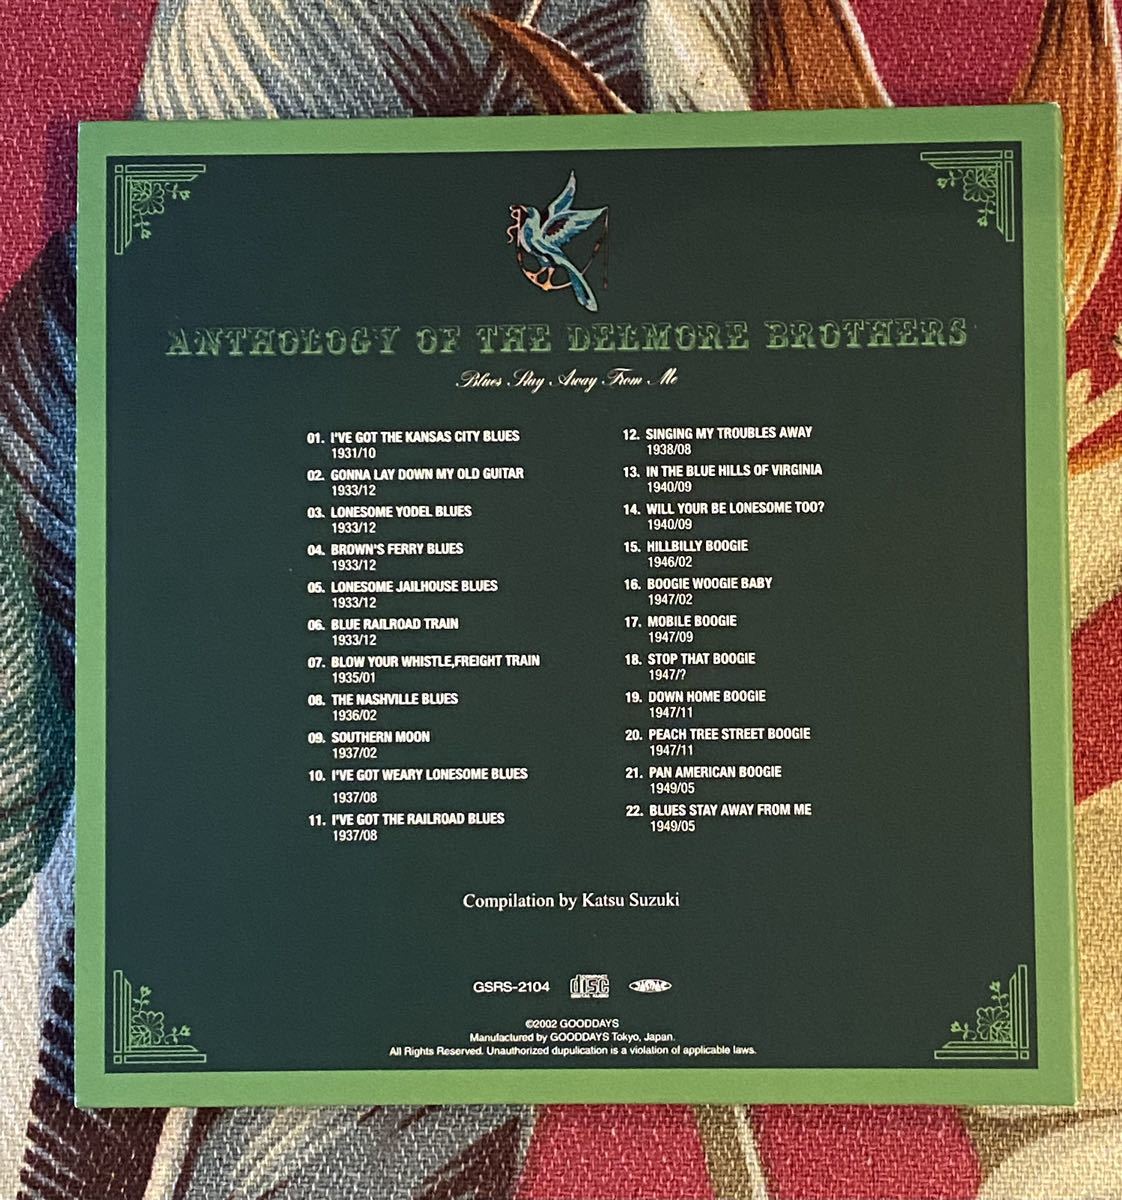 ANTHOLOGY OF THE DELMORE BROTHERS
Blues Stay Away From Me
01. I'VE GOT THE KANSAS CITY BLUES
1931/10
02. GONNA LAY DOWN MY OLD GUITAR
1933/12
03. LONESOME YODEL BLUES
1933/12
04. BROWN'S FERRY BLUES
1933/12
05. LONESOME JAILHOUSE BLUES
1933/12
06. BLUE RAILROAD TRAIN
1933/12
07. BLOW YOUR WHISTLE,FREIGHT TRAIN
1935/01
08. THE NASHVILLE BLUES
1936/02
09. SOUTHERN MOON
1937/02
10. I'VE GOT WEARY LONESOME BLUES
1937/08
11. I'VE GOT THE RAILROAD BLUES
1937/08
12. SINGING MY TROUBLES AWAY
1938/08
13. IN THE BLUE HILLS OF VIRGINIA
1940/09
14. WILL YOUR BE LONESOME TOO?
1940/09
15. HILLBILLY BOOGIE
1946/02
16. BOOGIE WOOGIE BABY
1947/02
17. MOBILE BOOGIE
1947/09
18. STOP THAT BOOGIE
1947/?
19. DOWN HOME BOOGIE
1947/11
20. PEACH TREE STREET BOOGIE
1947/11
21. PAN AMERICAN BOOGIE
1949/05
22. BLUES STAY AWAY FROM ME
1949/05
Compilation by Katsu Suzuki
GSRS-2104 COMPACT disc DIGITAL AUDIO JASRAC
©2002 GOODDAYS
Manufactured by GOODDAYS Tokyo, Japan.
All Rights Reserved. Unauthorized dupulication is a violation of applicable laws.